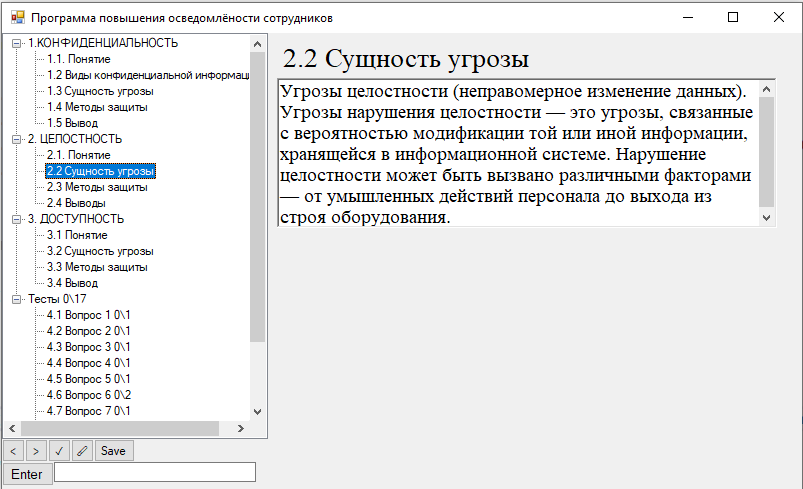 Программа повышения осведомлёности сотрудников
1.КОНФИДЕНЦИАЛЬНОСТЬ
1.1. Понятие
1.2 Виды конфиденциальной информаци
1.3 Сущность угрозы
1.4 Методы защиты
1.5 Вывод
2. ЦЕЛОСТНОСТЬ
2.1. Понятие
2.2 Сущность угрозы
2.3 Методы защиты
2.4 Выводы
3. ДОСТУПНОСТЬ
3.1 Понятие
3.2 Сущность угрозы
3.3 Методы защиты
3.4 Вывод
Тесты 0\17
4.1 Вопрос 1 0\1
4.2 Вопрос 2 0\1
4.3 Вопрос 3 0\1
4.4 Вопрос 4 0\1
4.5 Вопрос 5 0\1
4.6 Вопрос 6 0\2
4.7 Вопрос 7 0\1
< > ✓ Save
Enter
2.2 Сущность угрозы
Угрозы целостности (неправомерное изменение данных).
Угрозы нарушения целостности — это угрозы, связанные
с вероятностью модификации той или иной информации,
хранящейся в информационной системе. Нарушение
целостности может быть вызвано различными факторами
— от умышленных действий персонала до выхода из
строя оборудования.